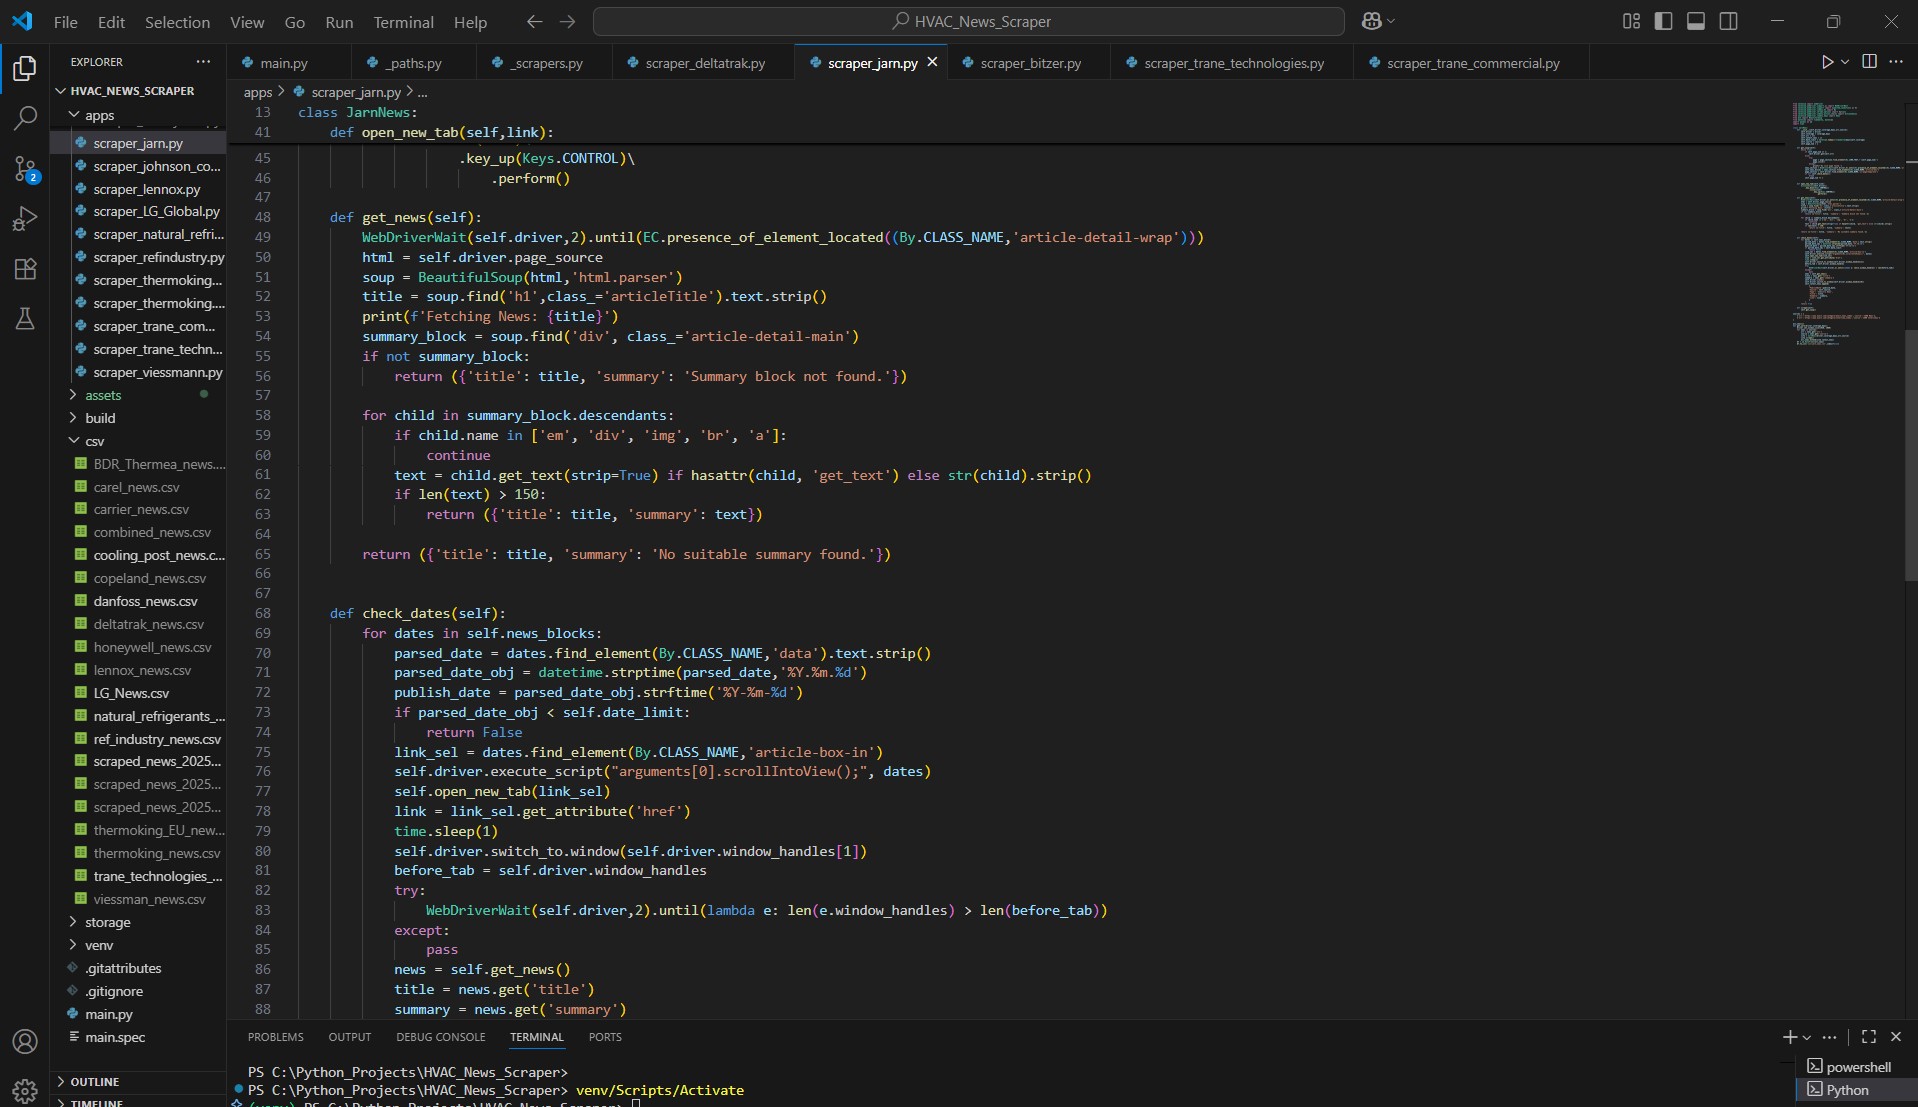 File Edit Selection View Go Run Terminal Help
HVAC_News_Scraper
EXPLORER
main.py
_paths.py
_scrapers.py
scraper_deltatrak.py
scraper_jarn.py
scraper_bitzer.py
scraper_trane_technologies.py
scraper_trane_commercial.py
HVAC_NEWS_SCRAPER
apps
scraper_jarn.py
scraper_johnson_co...
scraper_lennox.py
scraper_LG_Global.py
scraper_natural_refri...
scraper_refindustry.py
scraper_thermoking...
scraper_thermoking....
scraper_trane_com...
scraper_trane_techn...
scraper_viessmann.py
assets
build
csv
BDR_Thermea_news....
carel_news.csv
carrier_news.csv
combined_news.csv
cooling_post_news.c...
copeland_news.csv
danfoss_news.csv
deltatrak_news.csv
honeywell_news.csv
lennox_news.csv
LG_News.csv
natural_refrigerants_...
ref_industry_news.csv
scraped_news_2025...
scraped_news_2025...
scraped_news_2025...
thermoking_EU_new...
thermoking_news.csv
trane_technologies_...
viessman_news.csv
storage
venv
.gitattributes
.gitignore
main.py
main.spec
OUTLINE
TIMELINE
2
apps > scraper_jarn.py > ...
13 class JarnNews:
41     def open_new_tab(self,link):
45                     .key_up(Keys.CONTROL)\
46                         .perform()
47
48     def get_news(self):
49         WebDriverWait(self.driver,2).until(EC.presence_of_element_located((By.CLASS_NAME,'article-detail-wrap')))
50         html = self.driver.page_source
51         soup = BeautifulSoup(html,'html.parser')
52         title = soup.find('h1',class_='articleTitle').text.strip()
53         print(f'Fetching News: {title}')
54         summary_block = soup.find('div', class_='article-detail-main')
55         if not summary_block:
56             return ({'title': title, 'summary': 'Summary block not found.'})
57
58         for child in summary_block.descendants:
59             if child.name in ['em', 'div', 'img', 'br', 'a']:
60                 continue
61             text = child.get_text(strip=True) if hasattr(child, 'get_text') else str(child).strip()
62             if len(text) > 150:
63                 return ({'title': title, 'summary': text})
64
65         return ({'title': title, 'summary': 'No suitable summary found.'})
66
67
68     def check_dates(self):
69         for dates in self.news_blocks:
70             parsed_date = dates.find_element(By.CLASS_NAME,'data').text.strip()
71             parsed_date_obj = datetime.strptime(parsed_date,'%Y.%m.%d')
72             publish_date = parsed_date_obj.strftime('%Y-%m-%d')
73             if parsed_date_obj < self.date_limit:
74                 return False
75             link_sel = dates.find_element(By.CLASS_NAME,'article-box-in')
76             self.driver.execute_script("arguments[0].scrollIntoView();", dates)
77             self.open_new_tab(link_sel)
78             link = link_sel.get_attribute('href')
79             time.sleep(1)
80             self.driver.switch_to.window(self.driver.window_handles[1])
81             before_tab = self.driver.window_handles
82             try:
83                 WebDriverWait(self.driver,2).until(lambda e: len(e.window_handles) > len(before_tab))
84             except:
85                 pass
86             news = self.get_news()
87             title = news.get('title')
88             summary = news.get('summary')
PROBLEMS OUTPUT DEBUG CONSOLE TERMINAL PORTS
PS C:\Python_Projects\HVAC_News_Scraper>
PS C:\Python_Projects\HVAC_News_Scraper> venv/Scripts/Activate
(venv) PS C:\Python_Projects\HVAC_News_Scraper>
powershell
Python